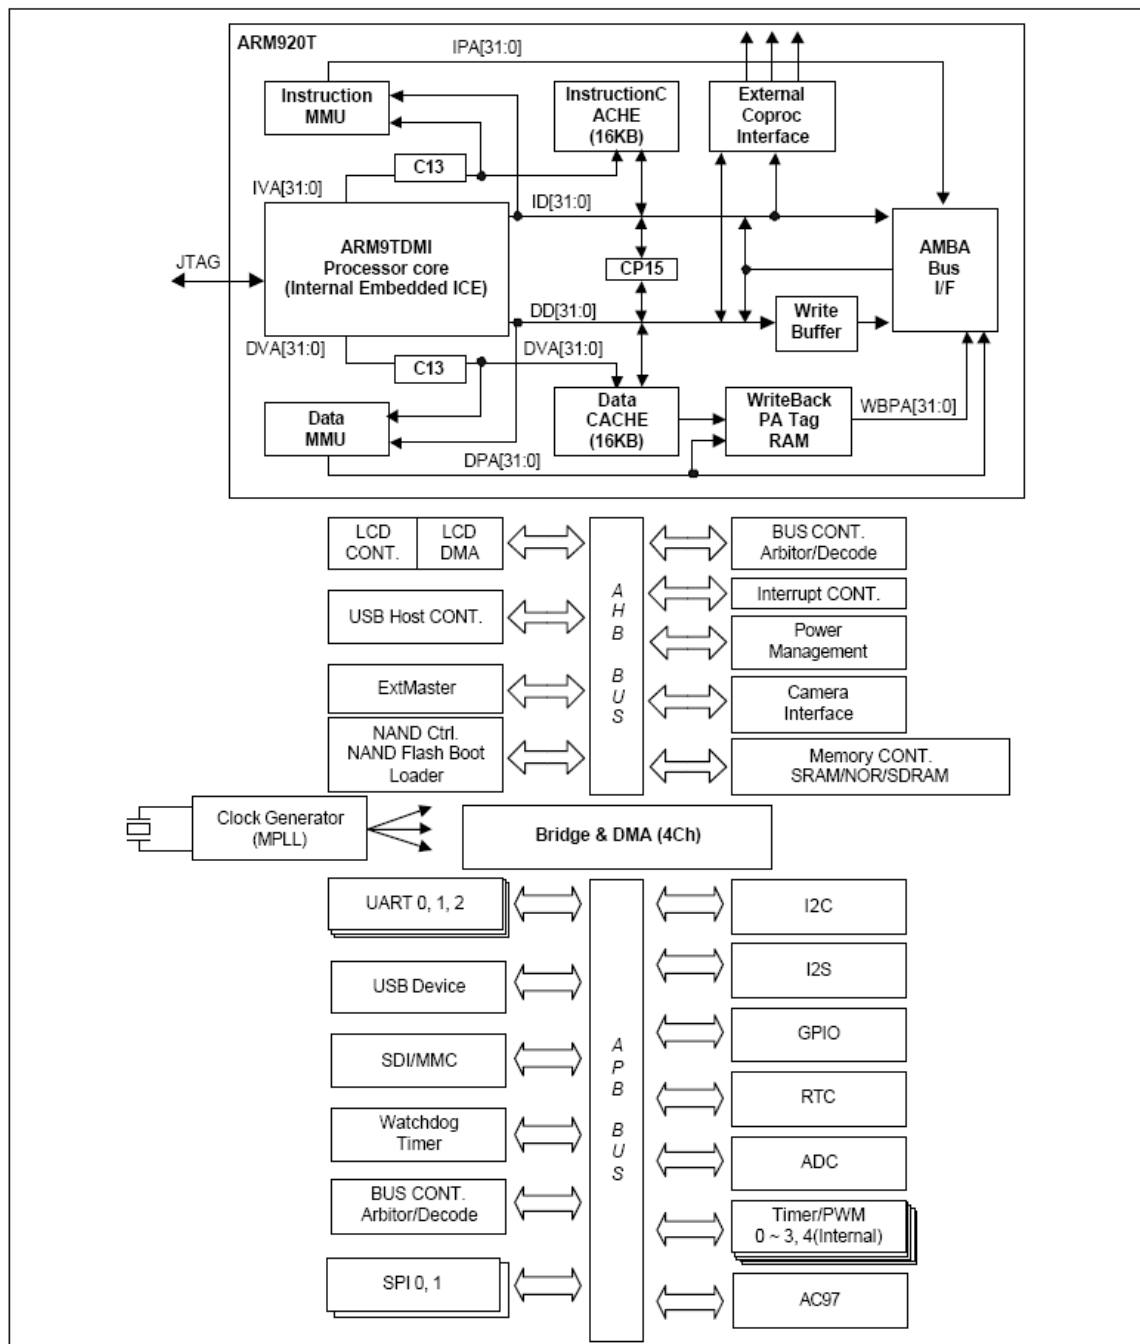 ARM920T
IPA[31:0]
Instruction
MMU
InstructionC
ACHE
(16KB)
External
Coproc
Interface
C13
IVA[31:0]
ID[31:0]
ARM9TDMI
Processor core
(Internal Embedded ICE)
JTAG
CP15
AMBA
Bus
I/F
DD[31:0]
Write
Buffer
DVA[31:0]
C13
DVA[31:0]
Data
MMU
Data
CACHE
(16KB)
WriteBack
PA Tag
RAM
WBPA[31:0]
DPA[31:0]
LCD
CONT.
LCD
DMA
USB Host CONT.
ExtMaster
NAND Ctrl.
NAND Flash Boot
Loader
A
H
B
B
U
S
BUS CONT.
Arbitor/Decode
Interrupt CONT.
Power
Management
Camera
Interface
Memory CONT.
SRAM/NOR/SDRAM
Clock Generator
(MPLL)
Bridge & DMA (4Ch)
UART 0, 1, 2
USB Device
SDI/MMC
Watchdog
Timer
BUS CONT.
Arbitor/Decode
SPI 0, 1
A
P
B
B
U
S
I2C
I2S
GPIO
RTC
ADC
Timer/PWM
0 ~ 3, 4(Internal)
AC97